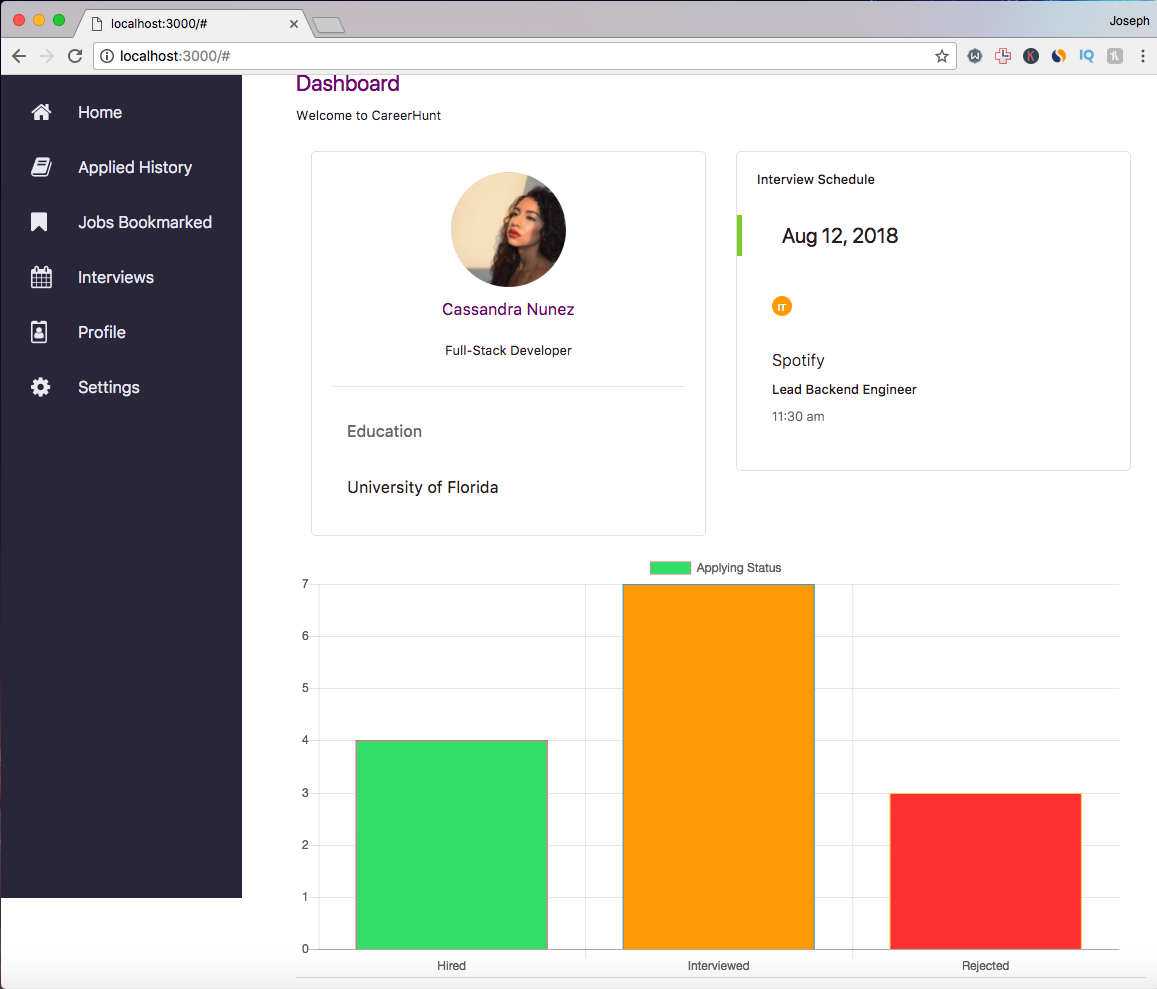 localhost:3000/#
Joseph
localhost:3000/#
IQ
Home
Applied History
Jobs Bookmarked
Interviews
Profile
Settings
Dashboard
Welcome to CareerHunt
Cassandra Nunez
Full-Stack Developer
Education
University of Florida
Interview Schedule
Aug 12, 2018
IT
Spotify
Lead Backend Engineer
11:30 am
Applying Status
7
6
5
4
3
2
1
0
Hired Interviewed Rejected